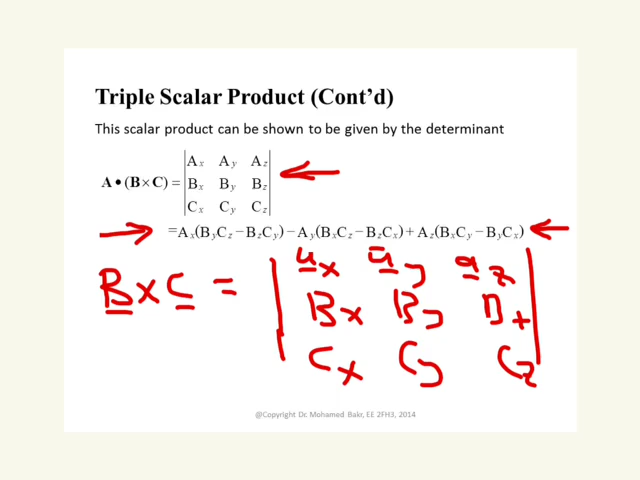 Triple Scalar Product (Cont'd)
This scalar product can be shown to be given by the determinant
A•(B×C) = | Ax Ay Az |
| Bx By Bz |
| Cx Cy Cz |
=Ax(ByCz−BzCy)−Ay(BxCz−BzCx)+Az(BxCy−ByCx)
B×C = | ax ay az |
| Bx By Bz |
| Cx Cy Cz |
@Copyright Dr. Mohamed Bakr, EE 2FH3, 2014